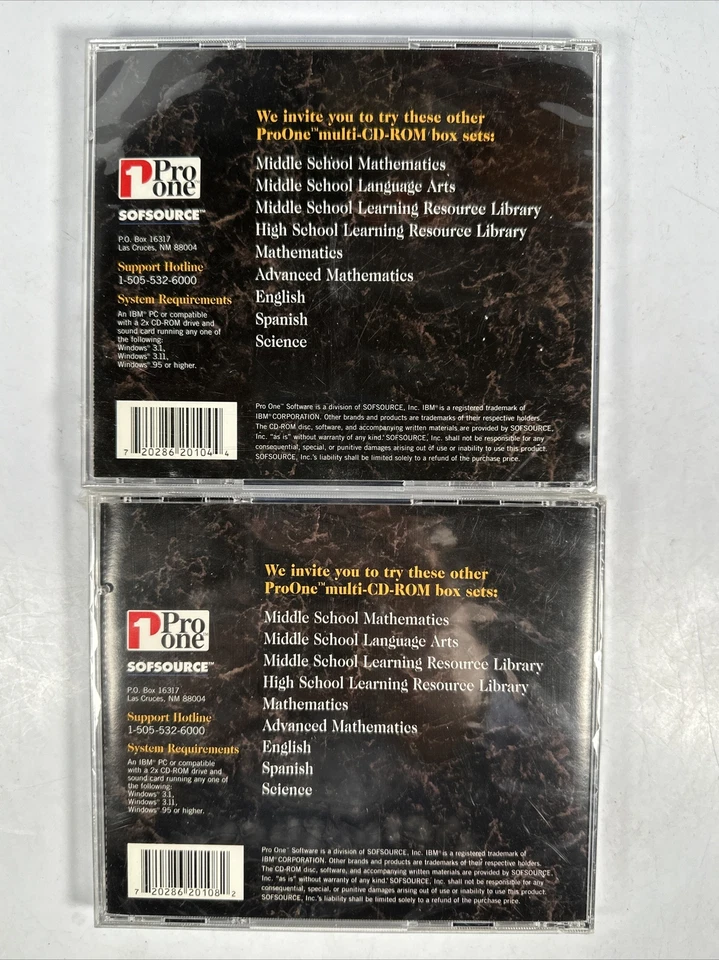 We invite you to try these other
ProOne™ multi-CD-ROM box sets:
Middle School Mathematics
Middle School Language Arts
Middle School Learning Resource Library
High School Learning Resource Library
Mathematics
Advanced Mathematics
English
Spanish
Science
1 Pro
one™
SOFSOURCE™
P.O. Box 16317
Las Cruces, NM 88004
Support Hotline
1-505-532-6000
System Requirements
An IBM® PC or compatible
with a 2x CD-ROM drive and
sound card running any one of
the following:
Windows® 3.1,
Windows® 3.11,
Windows® 95 or higher.
7 20286 20104 4
Pro One™ Software is a division of SOFSOURCE, Inc. IBM® is a registered trademark of
IBM® CORPORATION. Other brands and products are trademarks of their respective holders.
The CD-ROM disc, software, and accompanying written materials are provided by SOFSOURCE,
Inc. "as is" without warranty of any kind. SOFSOURCE, Inc. shall not be responsible for any
consequential, special, or punitive damages arising out of use or inability to use this product.
SOFSOURCE, Inc.'s liability shall be limited solely to a refund of the purchase price.
We invite you to try these other
ProOne™ multi-CD-ROM box sets:
Middle School Mathematics
Middle School Language Arts
Middle School Learning Resource Library
High School Learning Resource Library
Mathematics
Advanced Mathematics
English
Spanish
Science
1 Pro
one™
SOFSOURCE™
P.O. Box 16317
Las Cruces, NM 88004
Support Hotline
1-505-532-6000
System Requirements
An IBM® PC or compatible
with a 2x CD-ROM drive and
sound card running any one of
the following:
Windows® 3.1,
Windows® 3.11,
Windows® 95 or higher.
7 20286 20108 2
Pro One™ Software is a division of SOFSOURCE, Inc. IBM® is a registered trademark of
IBM® CORPORATION. Other brands and products are trademarks of their respective holders.
The CD-ROM disc, software, and accompanying written materials are provided by SOFSOURCE,
Inc. "as is" without warranty of any kind. SOFSOURCE, Inc. shall not be responsible for any
consequential, special, or punitive damages arising out of use or inability to use this product.
SOFSOURCE, Inc.'s liability shall be limited solely to a refund of the purchase price.